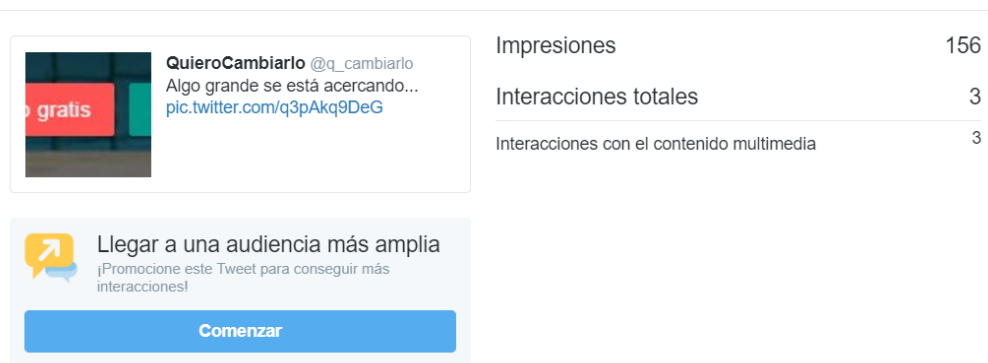 QuieroCambiarlo @q_cambiarlo
Algo grande se está acercando...
pic.twitter.com/q3pAkq9DeG
gratis
Impresiones 156
Interacciones totales 3
Interacciones con el contenido multimedia 3
Llegar a una audiencia más amplia
¡Promocione este Tweet para conseguir más
interacciones!
Comenzar